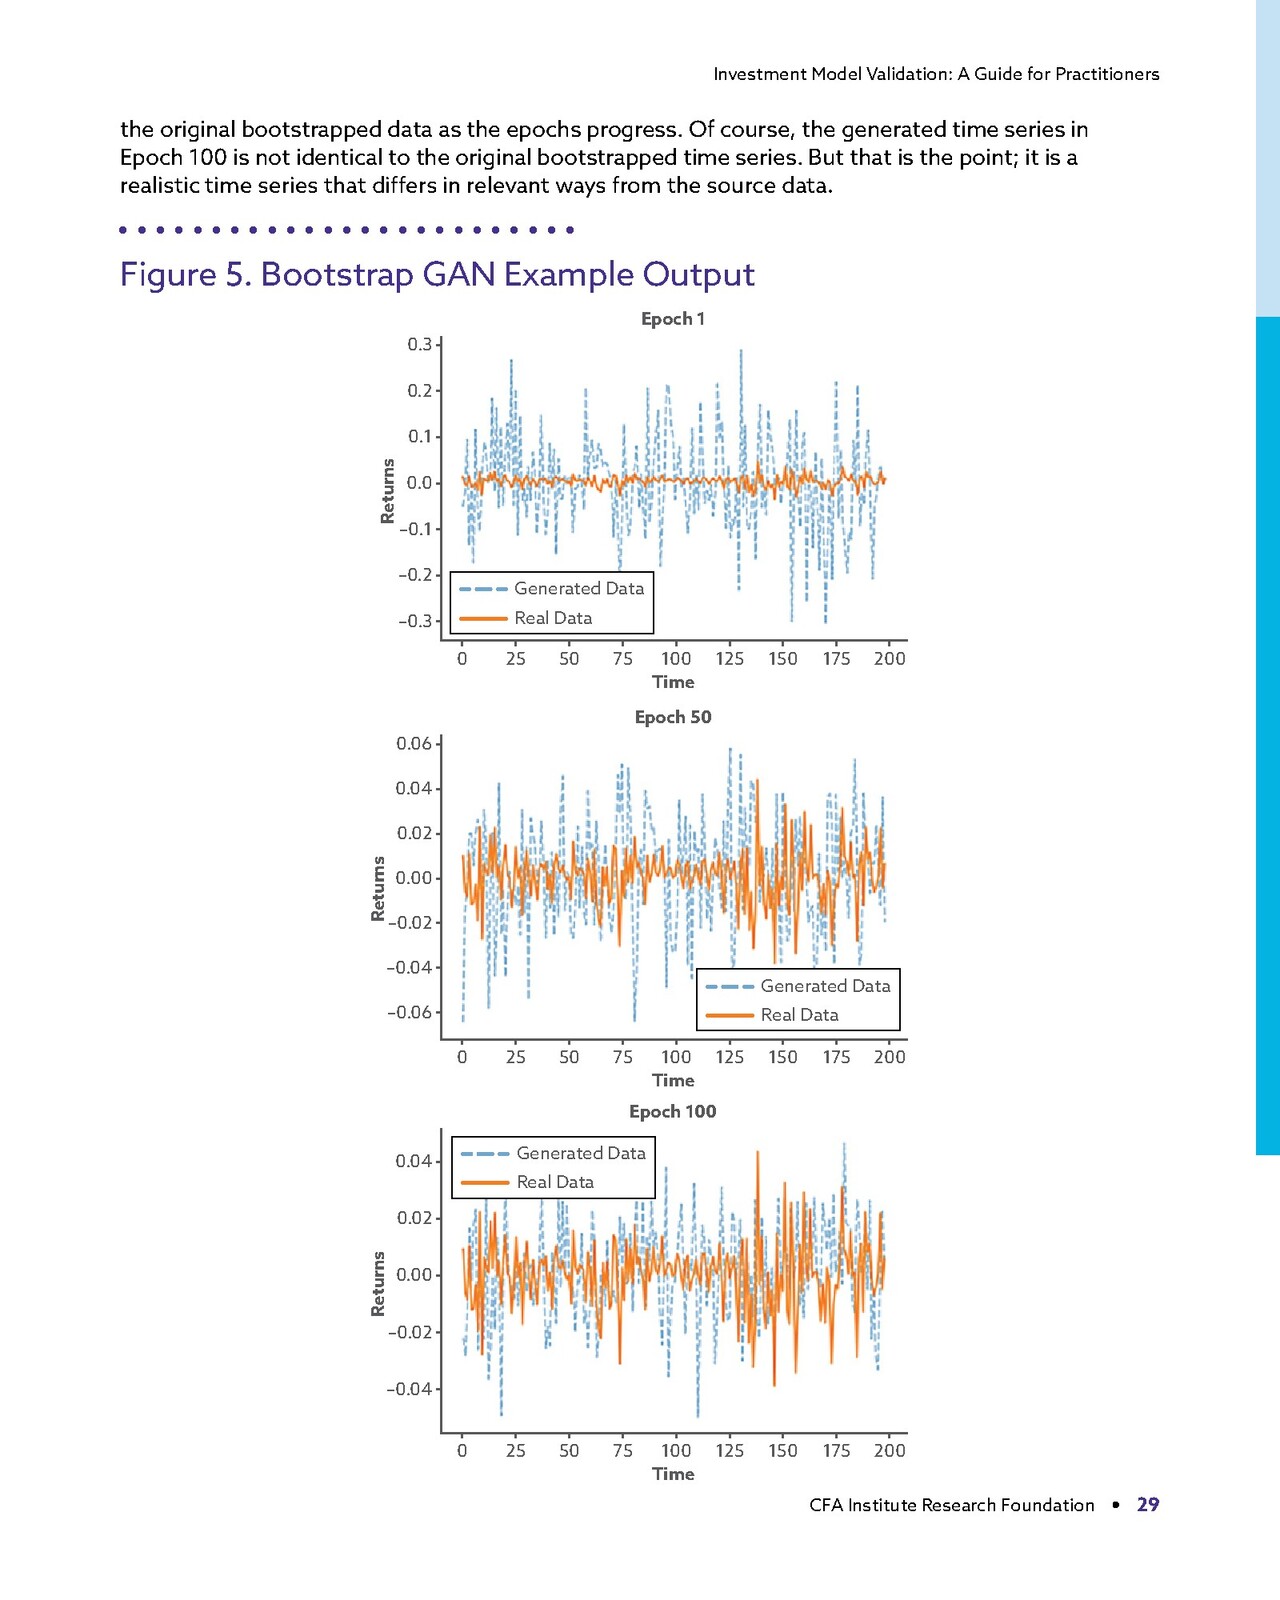 Investment Model Validation: A Guide for Practitioners
the original bootstrapped data as the epochs progress. Of course, the generated time series in
Epoch 100 is not identical to the original bootstrapped time series. But that is the point; it is a
realistic time series that differs in relevant ways from the source data.
Figure 5. Bootstrap GAN Example Output
Epoch 1
0.3
0.2
0.1
0.0
–0.1
–0.2
–0.3
Returns
Generated Data
Real Data
0 25 50 75 100 125 150 175 200
Time
Epoch 50
0.06
0.04
0.02
0.00
–0.02
–0.04
–0.06
Returns
Generated Data
Real Data
0 25 50 75 100 125 150 175 200
Time
Epoch 100
Generated Data
Real Data
0.04
0.02
0.00
–0.02
–0.04
Returns
0 25 50 75 100 125 150 175 200
Time
CFA Institute Research Foundation • 29